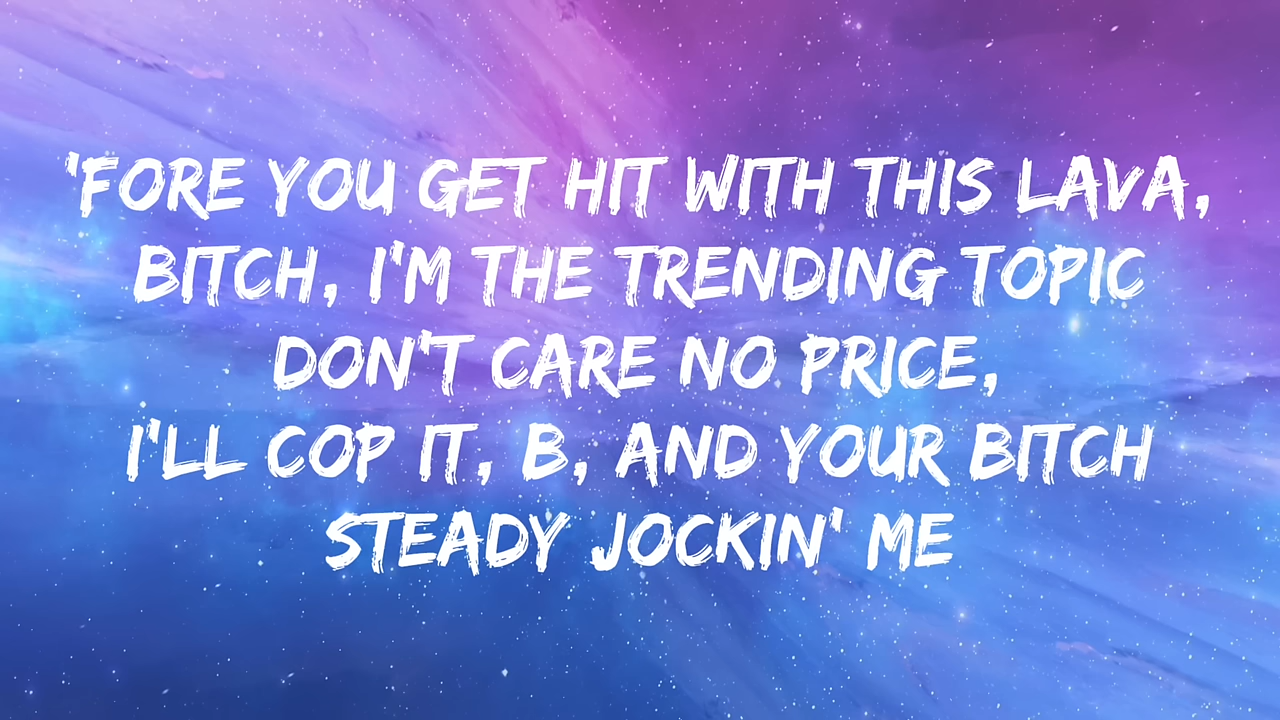 'FORE YOU GET HIT WITH THIS LAVA,
BITCH, I'M THE TRENDING TOPIC
DON'T CARE NO PRICE,
I'LL COP IT, B, AND YOUR BITCH
STEADY JOCKIN' ME